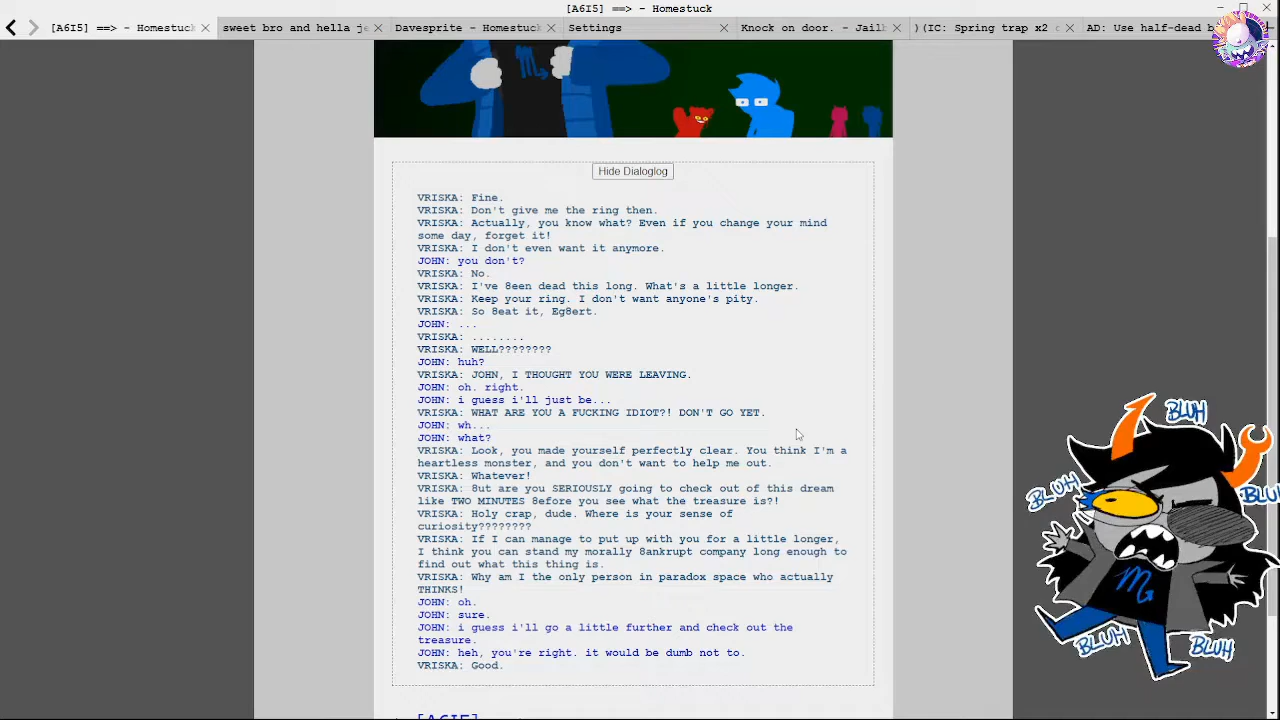 [A6I5] ==> - Homestuck
[A6I5] ==> - Homestuck
sweet bro and hella je
Davesprite - Homestuck
Settings
Knock on door. - Jailb
)(IC: Spring trap x2 c
AD: Use half-dead b
Hide Dialoglog
VRISKA: Fine.
VRISKA: Don't give me the ring then.
VRISKA: Actually, you know what? Even if you change your mind
some day, forget it!
VRISKA: I don't even want it anymore.
JOHN: you don't?
VRISKA: No.
VRISKA: I've 8een dead this long. What's a little longer.
VRISKA: Keep your ring. I don't want anyone's pity.
VRISKA: So 8eat it, Eg8ert.
JOHN: ...
VRISKA: ........
VRISKA: WELL????????
JOHN: huh?
VRISKA: JOHN, I THOUGHT YOU WERE LEAVING.
JOHN: oh. right.
JOHN: i guess i'll just be...
VRISKA: WHAT ARE YOU A FUCKING IDIOT?! DON'T GO YET.
JOHN: wh...
JOHN: what?
VRISKA: Look, you made yourself perfectly clear. You think I'm a
heartless monster, and you don't want to help me out.
VRISKA: Whatever!
VRISKA: 8ut are you SERIOUSLY going to check out of this dream
like TWO MINUTES 8efore you see what the treasure is?!
VRISKA: Holy crap, dude. Where is your sense of
curiosity????????
VRISKA: If I can manage to put up with you for a little longer,
I think you can stand my morally 8ankrupt company long enough to
find out what this thing is.
VRISKA: Why am I the only person in paradox space who actually
THINKS!
JOHN: oh.
JOHN: sure.
JOHN: i guess i'll go a little further and check out the
treasure.
JOHN: heh, you're right. it would be dumb not to.
VRISKA: Good.
BLUH
BLUH
BLUH
BLUH
BLUH